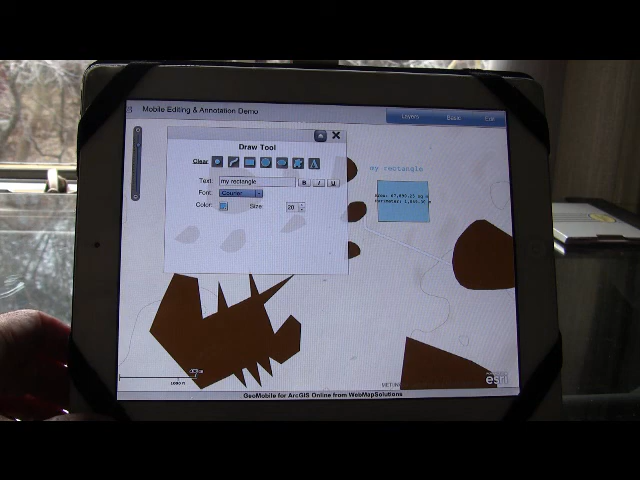 Mobile Editing & Annotation Demo
Layers
Basic
Edit
Draw Tool
Clear
A
Text: my rectangle
B I U
Font: Courier
Color:
Size: 20
my rectangle
esri
GeoMobile for ArcGIS Online from WebMapSolutions